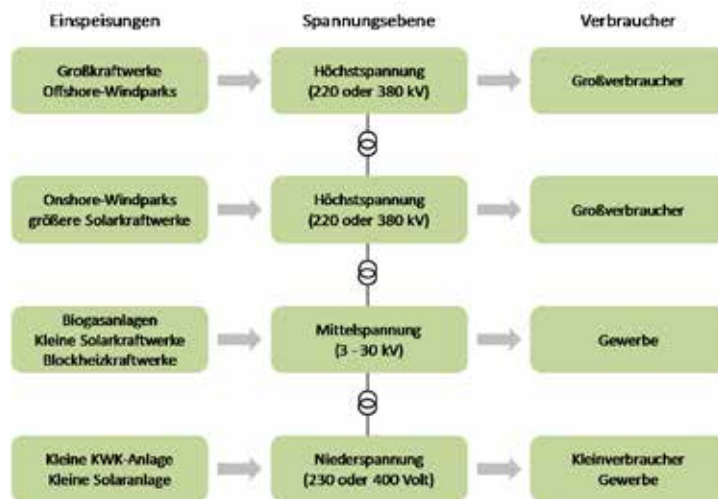 Einspeisungen
Spannungsebene
Verbraucher
Großkraftwerke
Offshore-Windparks
Höchstspannung
(220 oder 380 kV)
Großverbraucher
Onshore-Windparks
größere Solarkraftwerke
Höchstspannung
(220 oder 380 kV)
Großverbraucher
Biogasanlagen
Kleine Solarkraftwerke
Blockheizkraftwerke
Mittelspannung
(3 - 30 kV)
Gewerbe
Kleine KWK-Anlage
Kleine Solaranlage
Niederspannung
(230 oder 400 Volt)
Kleinverbraucher
Gewerbe